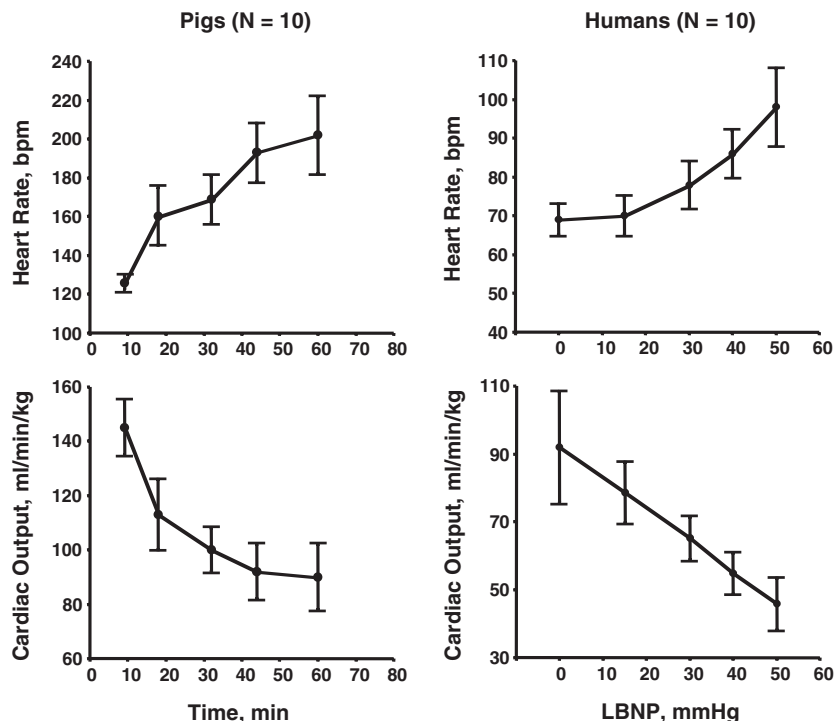 Pigs (N = 10)
Heart Rate, bpm
240
220
200
180
160
140
120
100
0 10 20 30 40 50 60 70 80
Humans (N = 10)
Heart Rate, bpm
110
100
90
80
70
60
50
40
0 10 20 30 40 50 60
Cardiac Output, ml/min/kg
160
140
120
100
80
60
0 10 20 30 40 50 60 70 80
Time, min
Cardiac Output, ml/min/kg
110
90
70
50
30
0 10 20 30 40 50 60
LBNP, mmHg